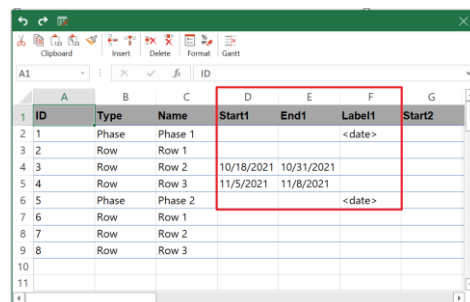 Clipboard Insert Delete Format Gantt
A1 fx ID
A B C D E F G
1 ID Type Name Start1 End1 Label1 Start2
2 1 Phase Phase 1 <date>
3 2 Row Row 1
4 3 Row Row 2 10/18/2021 10/31/2021
5 4 Row Row 3 11/5/2021 11/8/2021
6 5 Phase Phase 2 <date>
7 6 Row Row 1
8 7 Row Row 2
9 8 Row Row 3
10
11